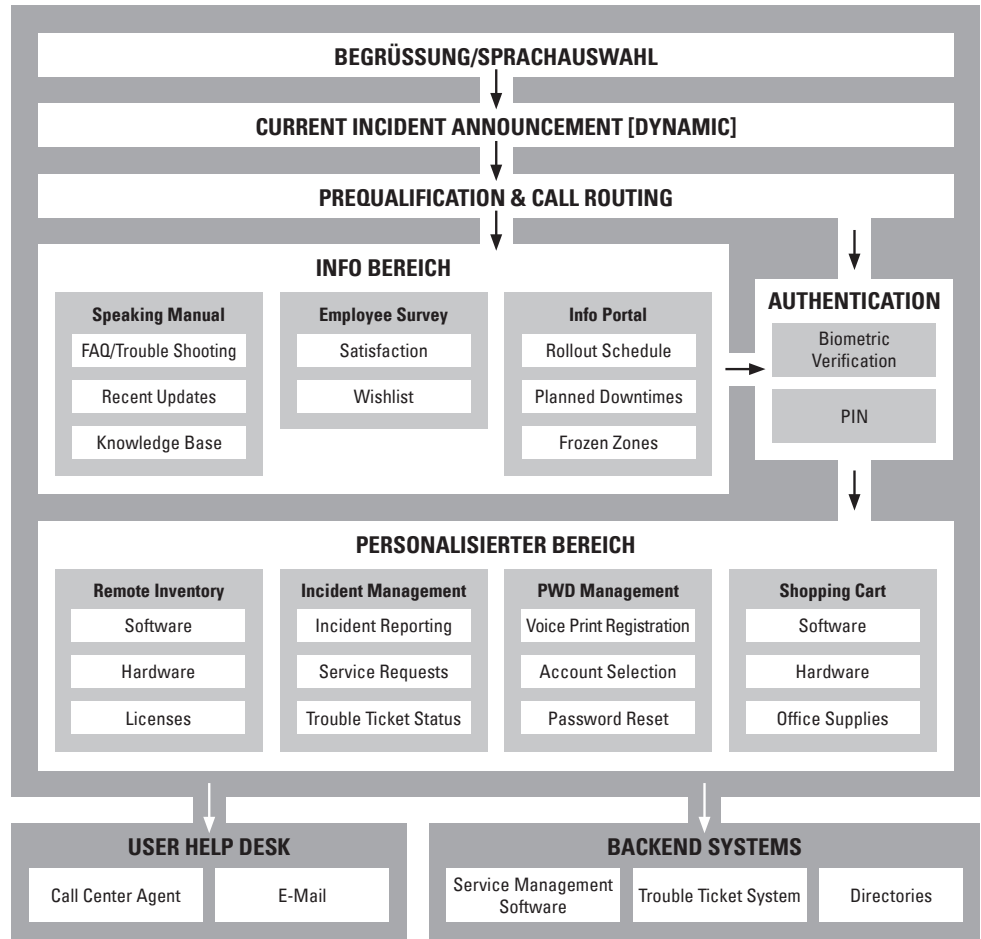 BEGRÜSSUNG/SPRACHAUSWAHL
CURRENT INCIDENT ANNOUNCEMENT [DYNAMIC]
PREQUALIFICATION & CALL ROUTING
INFO BEREICH
Speaking Manual
FAQ/Trouble Shooting
Recent Updates
Knowledge Base
Employee Survey
Satisfaction
Wishlist
Info Portal
Rollout Schedule
Planned Downtimes
Frozen Zones
AUTHENTICATION
Biometric
Verification
PIN
PERSONALISIERTER BEREICH
Remote Inventory
Software
Hardware
Licenses
Incident Management
Incident Reporting
Service Requests
Trouble Ticket Status
PWD Management
Voice Print Registration
Account Selection
Password Reset
Shopping Cart
Software
Hardware
Office Supplies
USER HELP DESK
Call Center Agent
E-Mail
BACKEND SYSTEMS
Service Management
Software
Trouble Ticket System
Directories